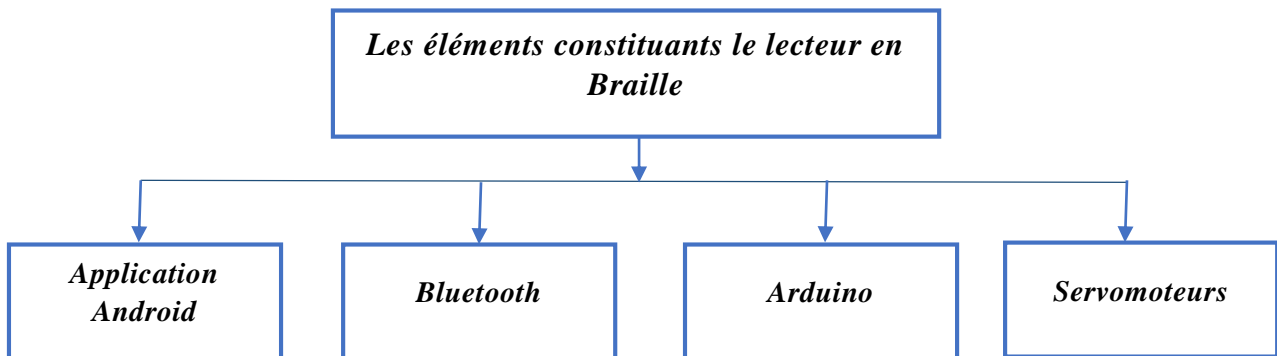 Les éléments constituants le lecteur en
Braille
Application
Android
Bluetooth
Arduino
Servomoteurs